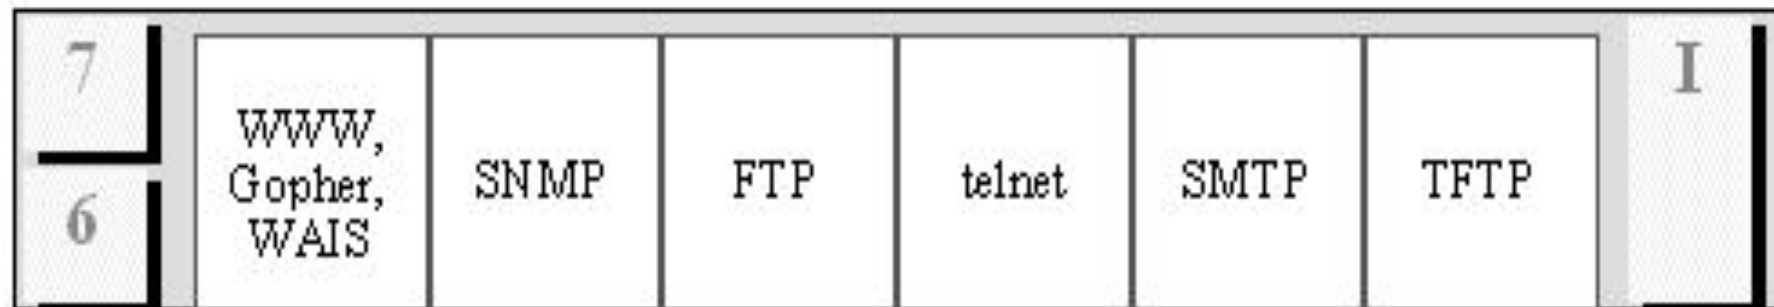 7
WWW,
Gopher,
WAIS
SNMP
FTP
telnet
SMTP
TFTP
I
6